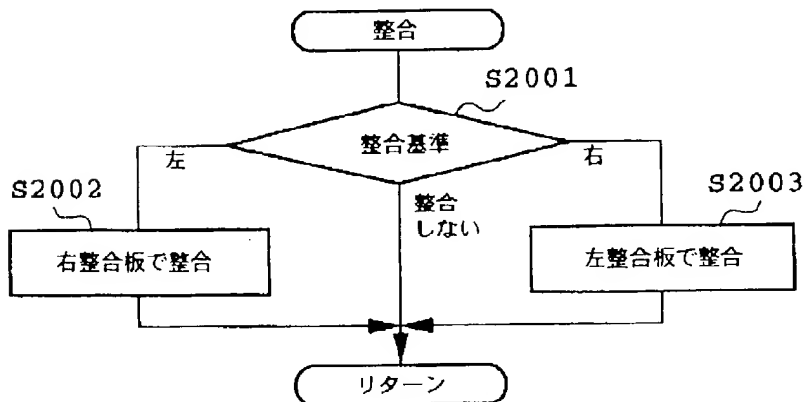 整合
S2001
整合基準
左
右
S2002
整合
しない
S2003
右整合板で整合
左整合板で整合
リターン